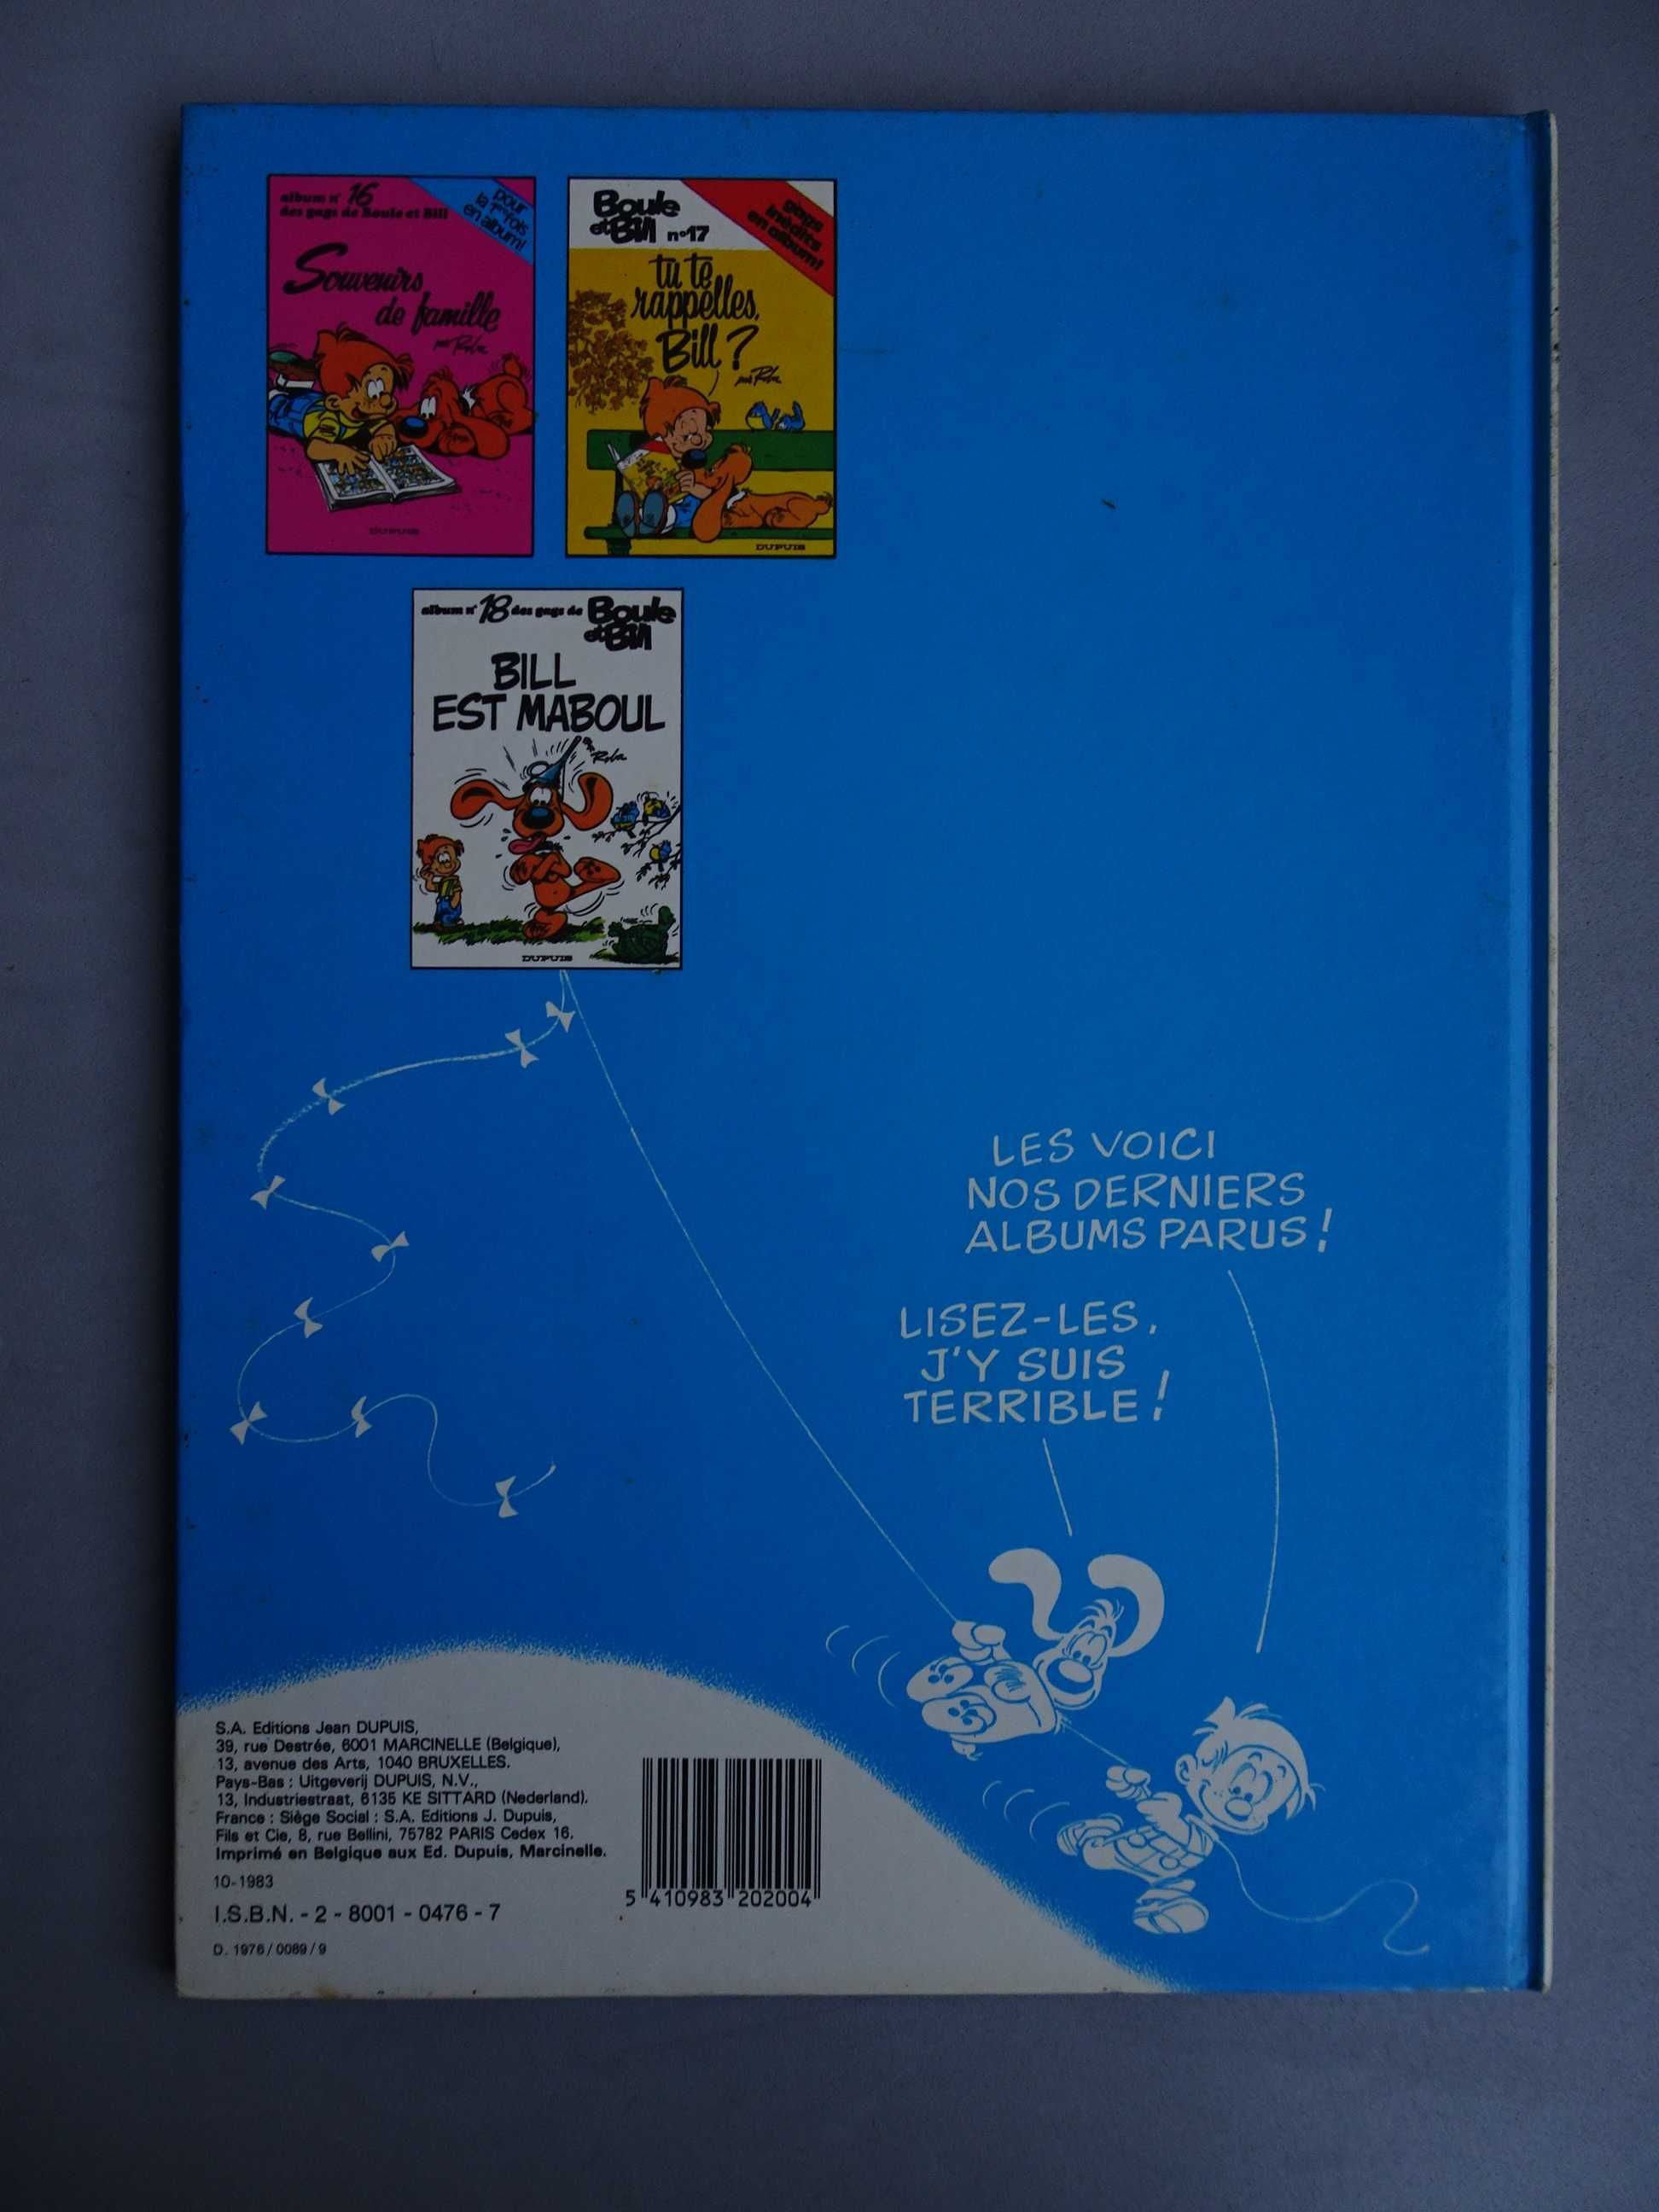 album n° 16
des gags de Boule et Bill
pour
la 1re fois
en album!
Souvenirs
de famille
par Roba
DUPUIS
Boule
et Bill n°17
gags
inédits
en album!
tu te
rappelles,
Bill ?
par Roba
DUPUIS
album n° 18 des gags de Boule
et Bill
BILL
EST MABOUL
Roba
DUPUIS
LES VOICI
NOS DERNIERS
ALBUMS PARUS !
LISEZ-LES,
J'Y SUIS
TERRIBLE !
S.A. Editions Jean DUPUIS,
39, rue Destrée, 6001 MARCINELLE (Belgique),
13, avenue des Arts, 1040 BRUXELLES.
Pays-Bas : Uitgeverij DUPUIS, N.V.,
13, Industriestraat, 6135 KE SITTARD (Nederland).
France : Siège Social : S.A. Editions J. Dupuis,
Fils et Cie, 8, rue Bellini, 75782 PARIS Cedex 16.
Imprimé en Belgique aux Ed. Dupuis, Marcinelle.
10-1983
I.S.B.N. - 2 - 8001 - 0476 - 7
D. 1976 / 0089 / 9
5 410983 202004